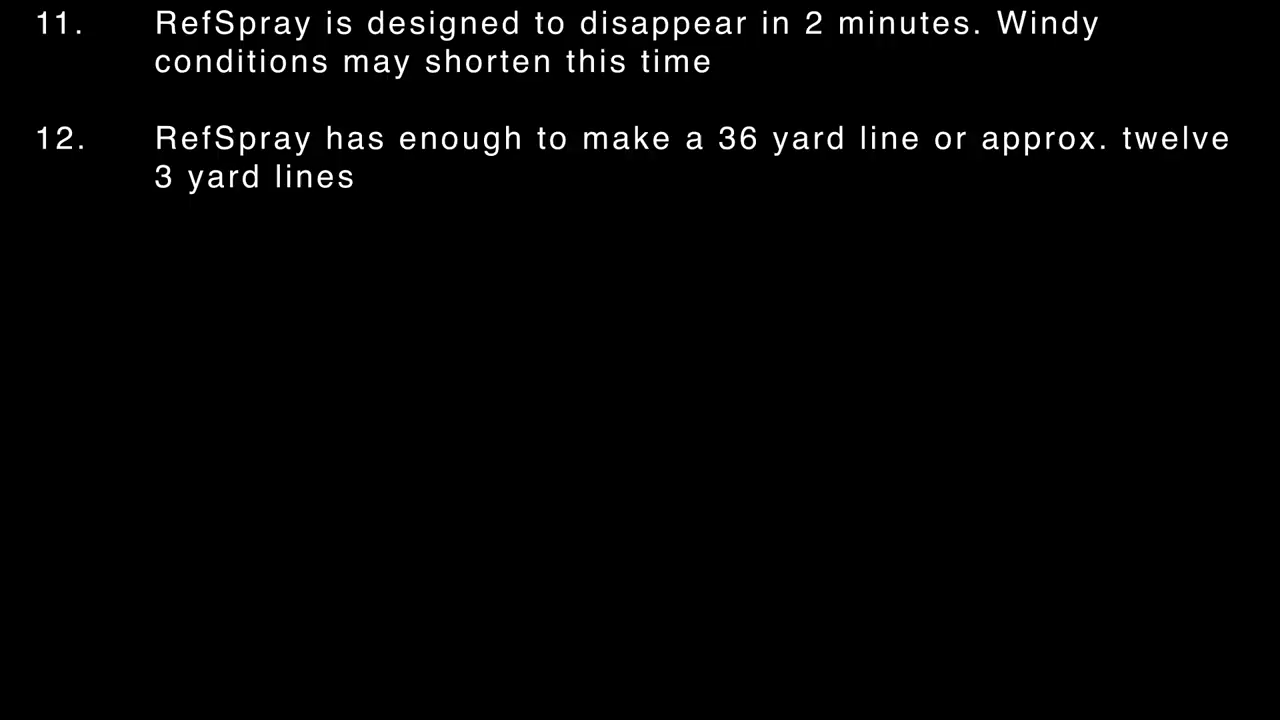 11. RefSpray is designed to disappear in 2 minutes. Windy
conditions may shorten this time
12. RefSpray has enough to make a 36 yard line or approx. twelve
3 yard lines